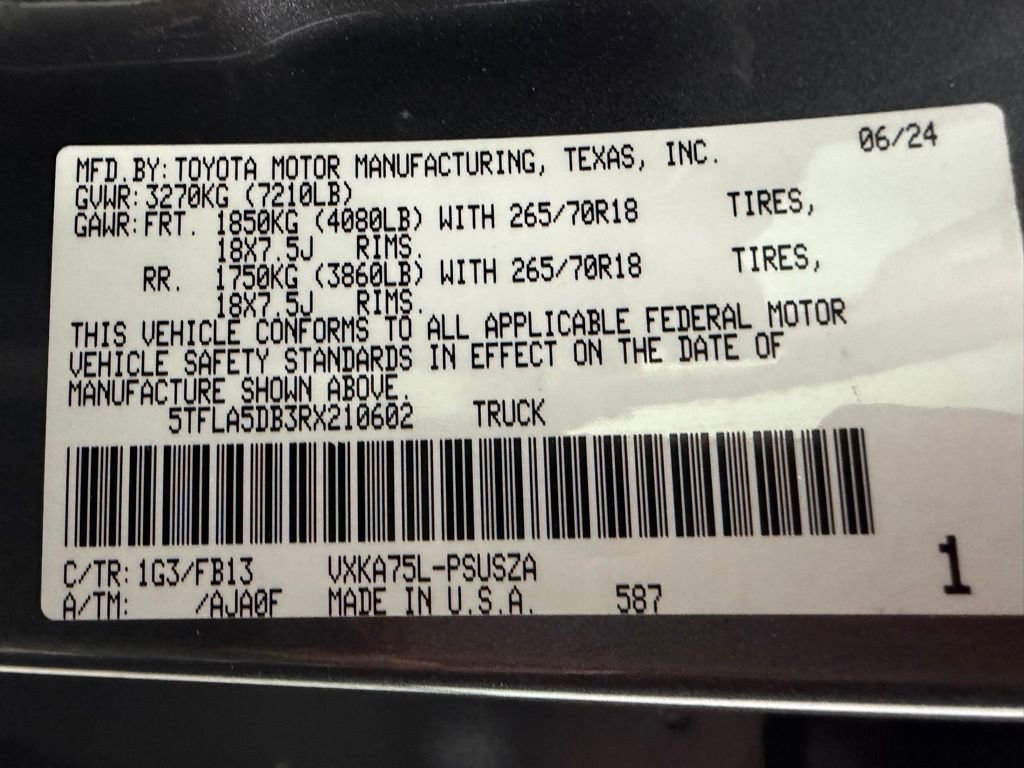 06/24
MFD.BY: TOYOTA MOTOR MANUFACTURING, TEXAS, INC.
GVWR: 3270KG (7210LB)
GAWR: FRT. 1850KG (4080LB) WITH 265/70R18 TIRES,
18X7.5J RIMS.
RR. 1750KG (3860LB) WITH 265/70R18 TIRES,
18X7.5J RIMS.
THIS VEHICLE CONFORMS TO ALL APPLICABLE FEDERAL MOTOR
VEHICLE SAFETY STANDARDS IN EFFECT ON THE DATE OF
MANUFACTURE SHOWN ABOVE.
5TFLA5DB3RX210602 TRUCK
C/TR: 1G3/FB13 VXKA75L-PSUSZA
A/TM: /AJA0F MADE IN U.S.A. 587
1